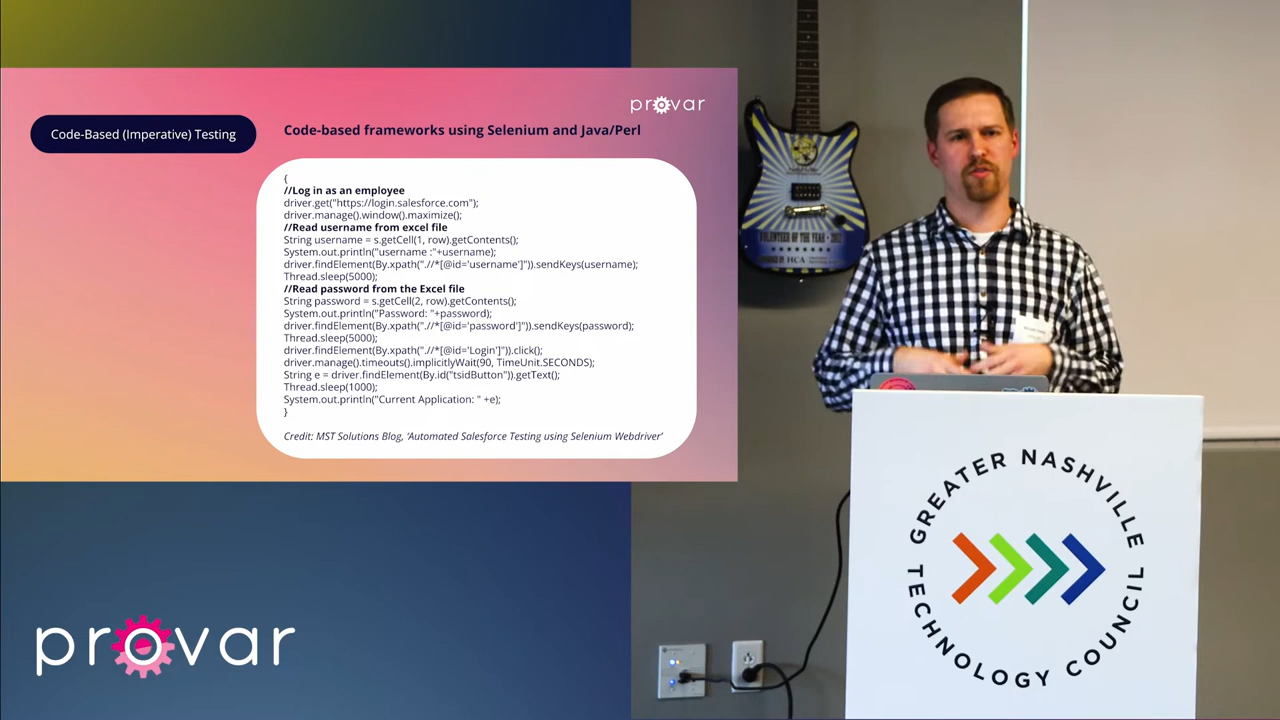 provar
Code-Based (Imperative) Testing
Code-based frameworks using Selenium and Java/Perl
{
//Log in as an employee
driver.get("https://login.salesforce.com");
driver.manage().window().maximize();
//Read username from excel file
String username = s.getCell(1, row).getContents();
System.out.println("username :"+username);
driver.findElement(By.xpath(".//*[@id='username']")).sendKeys(username);
Thread.sleep(5000);
//Read password from the Excel file
String password = s.getCell(2, row).getContents();
System.out.println("Password: "+password);
driver.findElement(By.xpath(".//*[@id='password']")).sendKeys(password);
Thread.sleep(5000);
driver.findElement(By.xpath(".//*[@id='Login']")).click();
driver.manage().timeouts().implicitlyWait(90, TimeUnit.SECONDS);
String e = driver.findElement(By.id("tsidButton")).getText();
Thread.sleep(1000);
System.out.println("Current Application: " +e);
}
Credit: MST Solutions Blog, 'Automated Salesforce Testing using Selenium Webdriver'
provar
VOLUNTEER OF THE YEAR
HCA
GREATER NASHVILLE
TECHNOLOGY COUNCIL